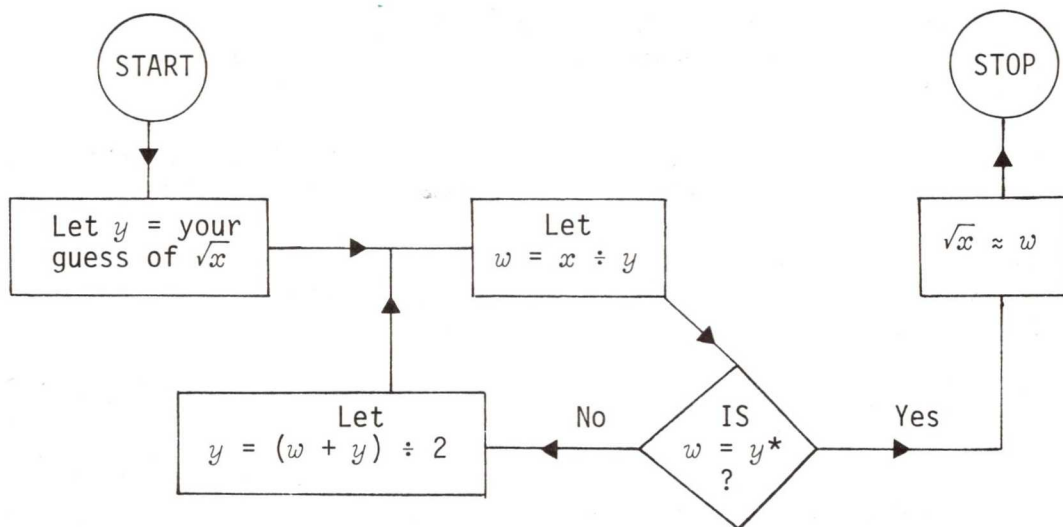 START
STOP
Let y = your
guess of √x
Let
w = x ÷ y
√x ≈ w
Let
y = (w + y) ÷ 2
No
IS
w = y*
?
Yes